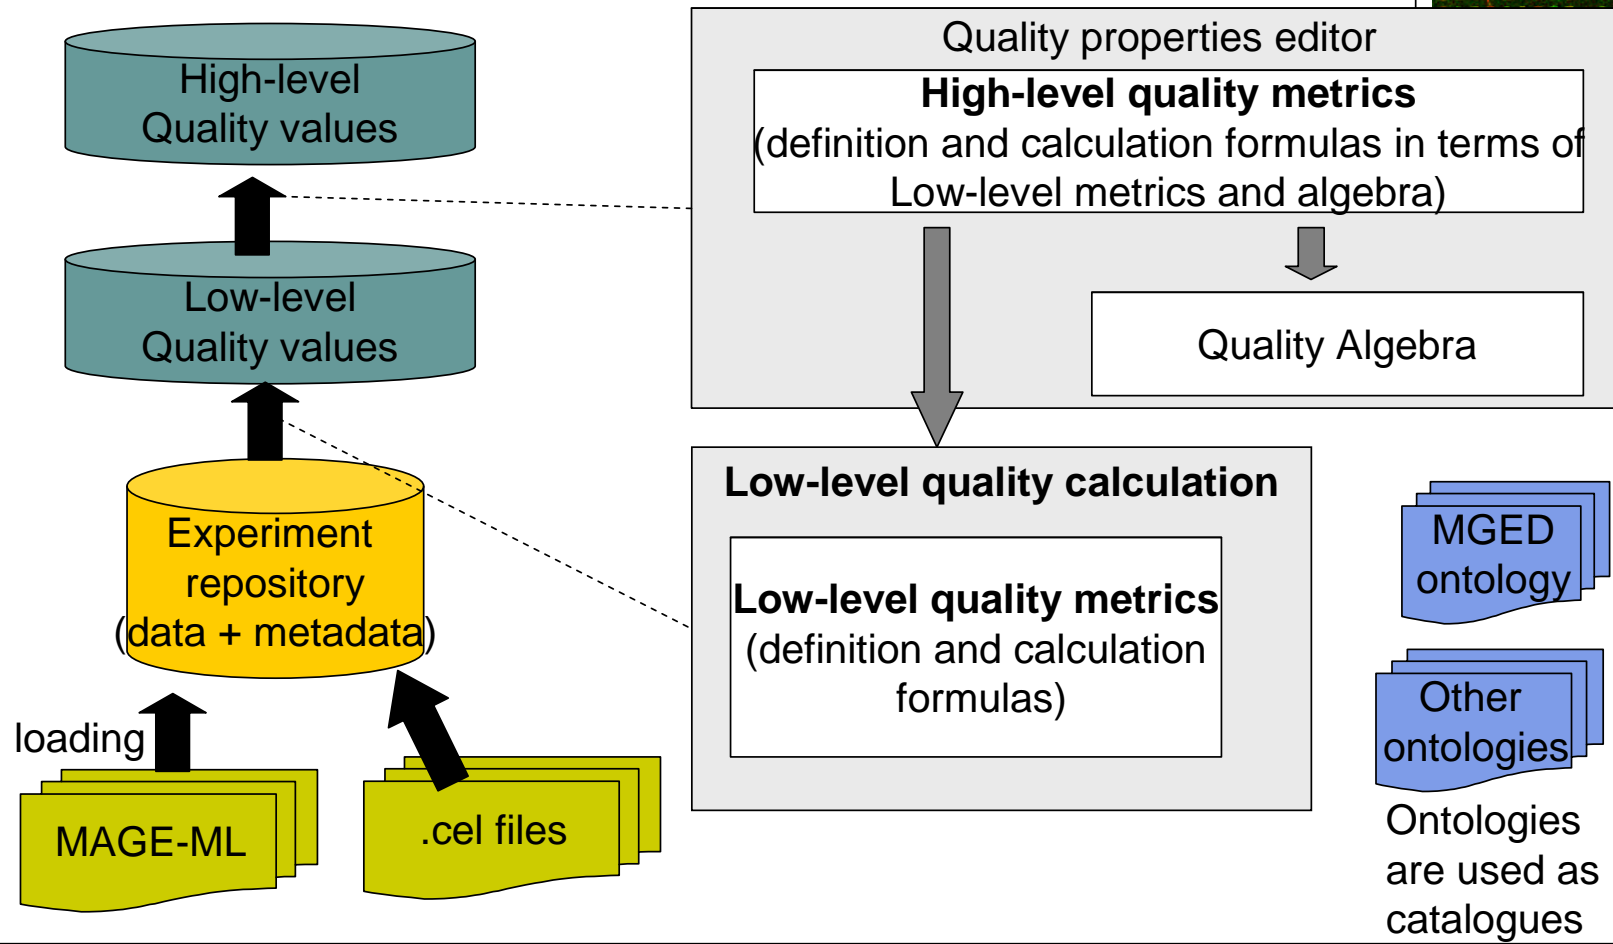 High-level
Quality values
Low-level
Quality values
Experiment
repository
(data + metadata)
loading
MAGE-ML
.cel files
Quality properties editor
High-level quality metrics
(definition and calculation formulas in terms of
Low-level metrics and algebra)
Quality Algebra
Low-level quality calculation
Low-level quality metrics
(definition and calculation
formulas)
MGED
ontology
Other
ontologies
Ontologies
are used as
catalogues